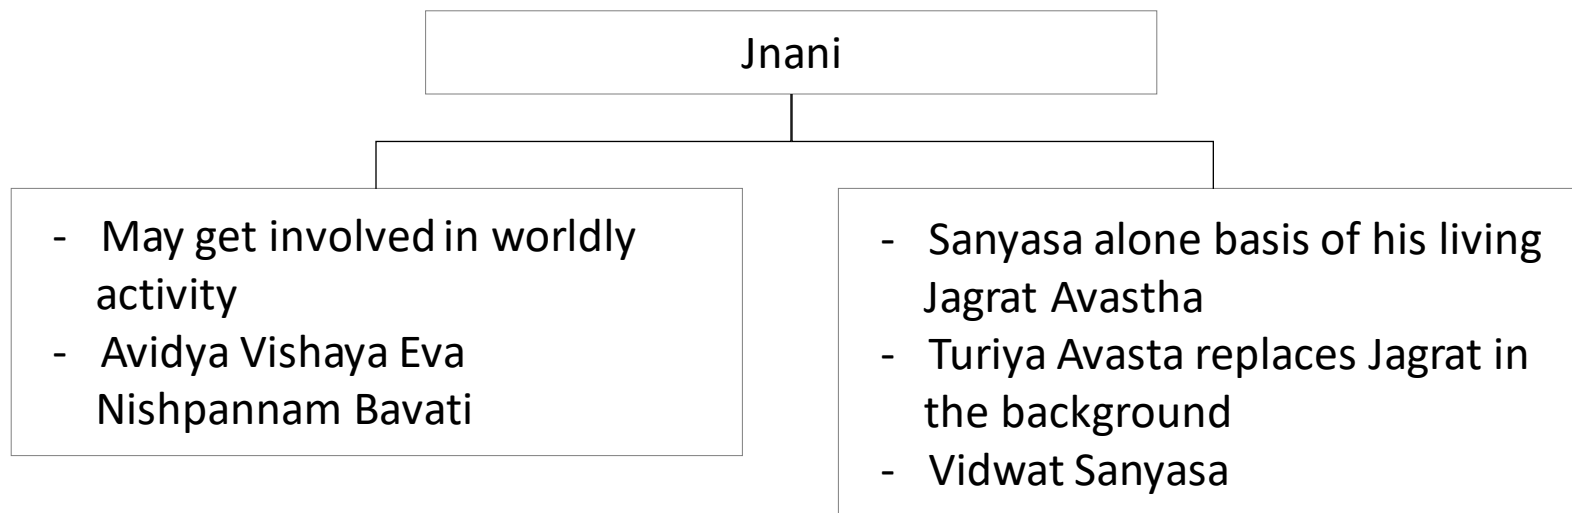 Jnani
- May get involved in worldly
activity
- Avidya Vishaya Eva
Nishpannam Bavati
- Sanyasa alone basis of his living
Jagrat Avastha
- Turiya Avasta replaces Jagrat in
the background
- Vidwat Sanyasa